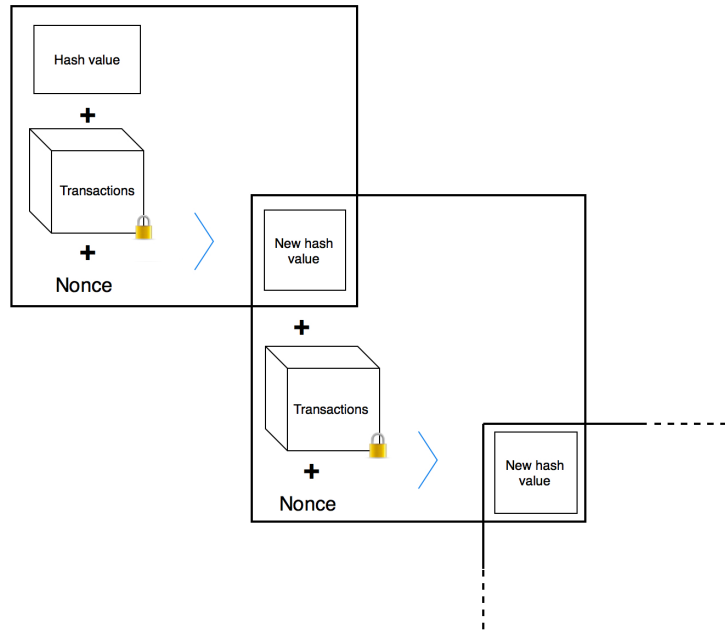 Hash value
+
Transactions
+
Nonce
New hash
value
+
Transactions
+
Nonce
New hash
value